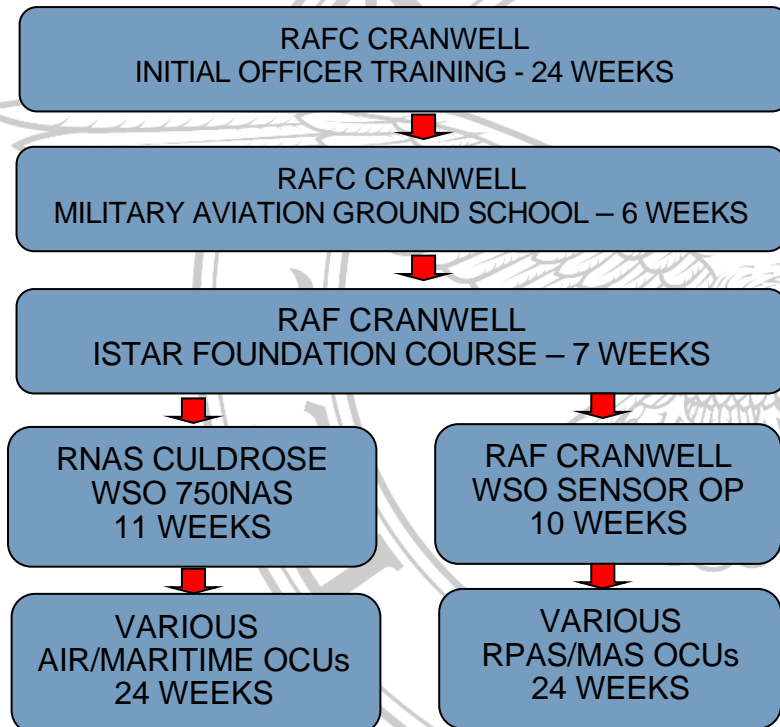 RAFC CRANWELL
INITIAL OFFICER TRAINING - 24 WEEKS
RAFC CRANWELL
MILITARY AVIATION GROUND SCHOOL – 6 WEEKS
RAF CRANWELL
ISTAR FOUNDATION COURSE – 7 WEEKS
RNAS CULDROSE
WSO 750NAS
11 WEEKS
RAF CRANWELL
WSO SENSOR OP
10 WEEKS
VARIOUS
AIR/MARITIME OCUs
24 WEEKS
VARIOUS
RPAS/MAS OCUs
24 WEEKS